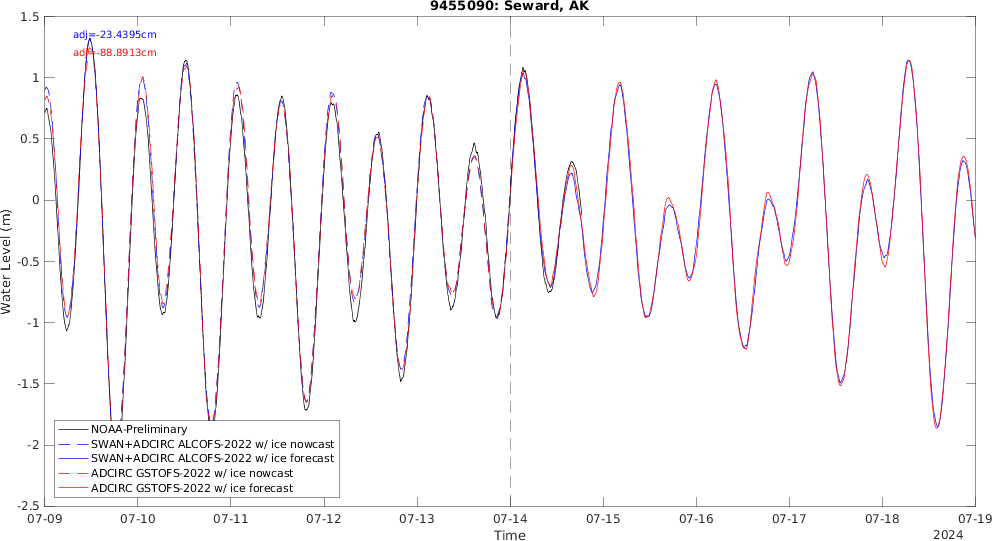 9455090: Seward, AK
adj=-23.4395cm
adj=-88.8913cm
1.5
1
0.5
0
-0.5
-1
-1.5
-2
-2.5
Water Level (m)
NOAA-Preliminary
SWAN+ADCIRC ALCOFS-2022 w/ ice nowcast
SWAN+ADCIRC ALCOFS-2022 w/ ice forecast
ADCIRC GSTOFS-2022 w/ ice nowcast
ADCIRC GSTOFS-2022 w/ ice forecast
07-09 07-10 07-11 07-12 07-13 07-14 07-15 07-16 07-17 07-18 07-19
Time
2024